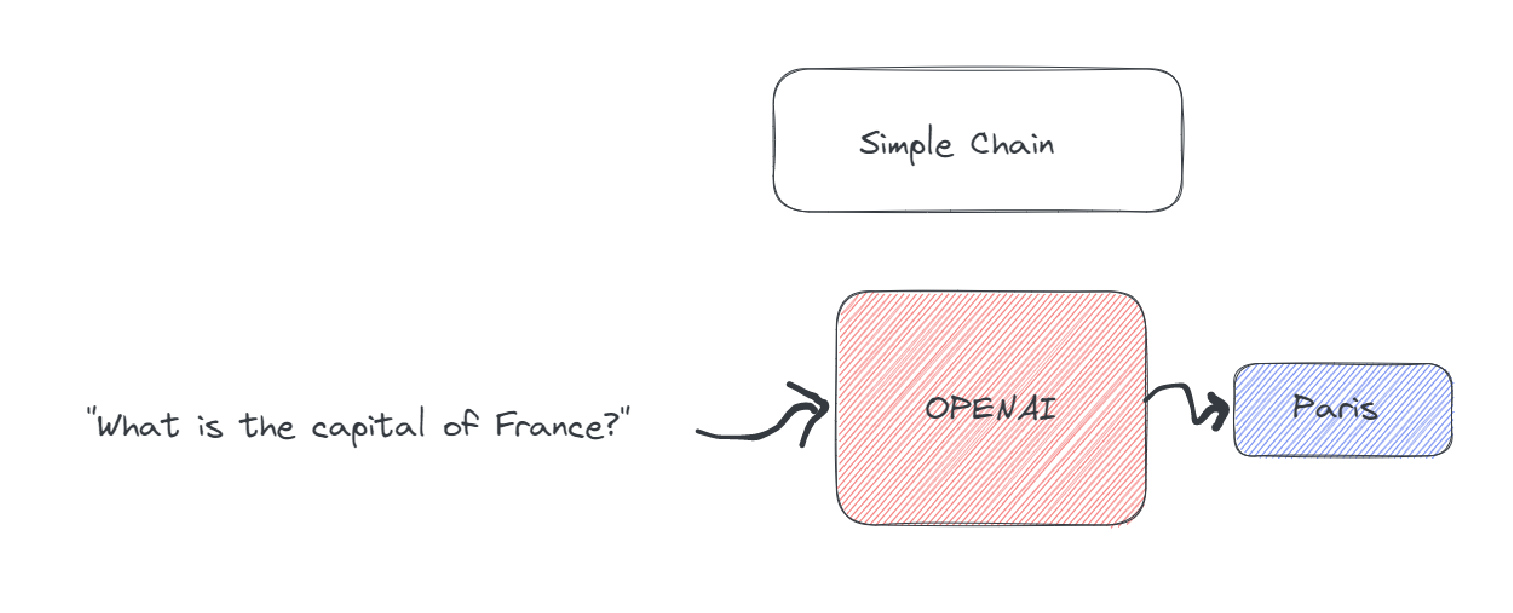 Simple Chain
"What is the capital of France?"
OPENAI
Paris